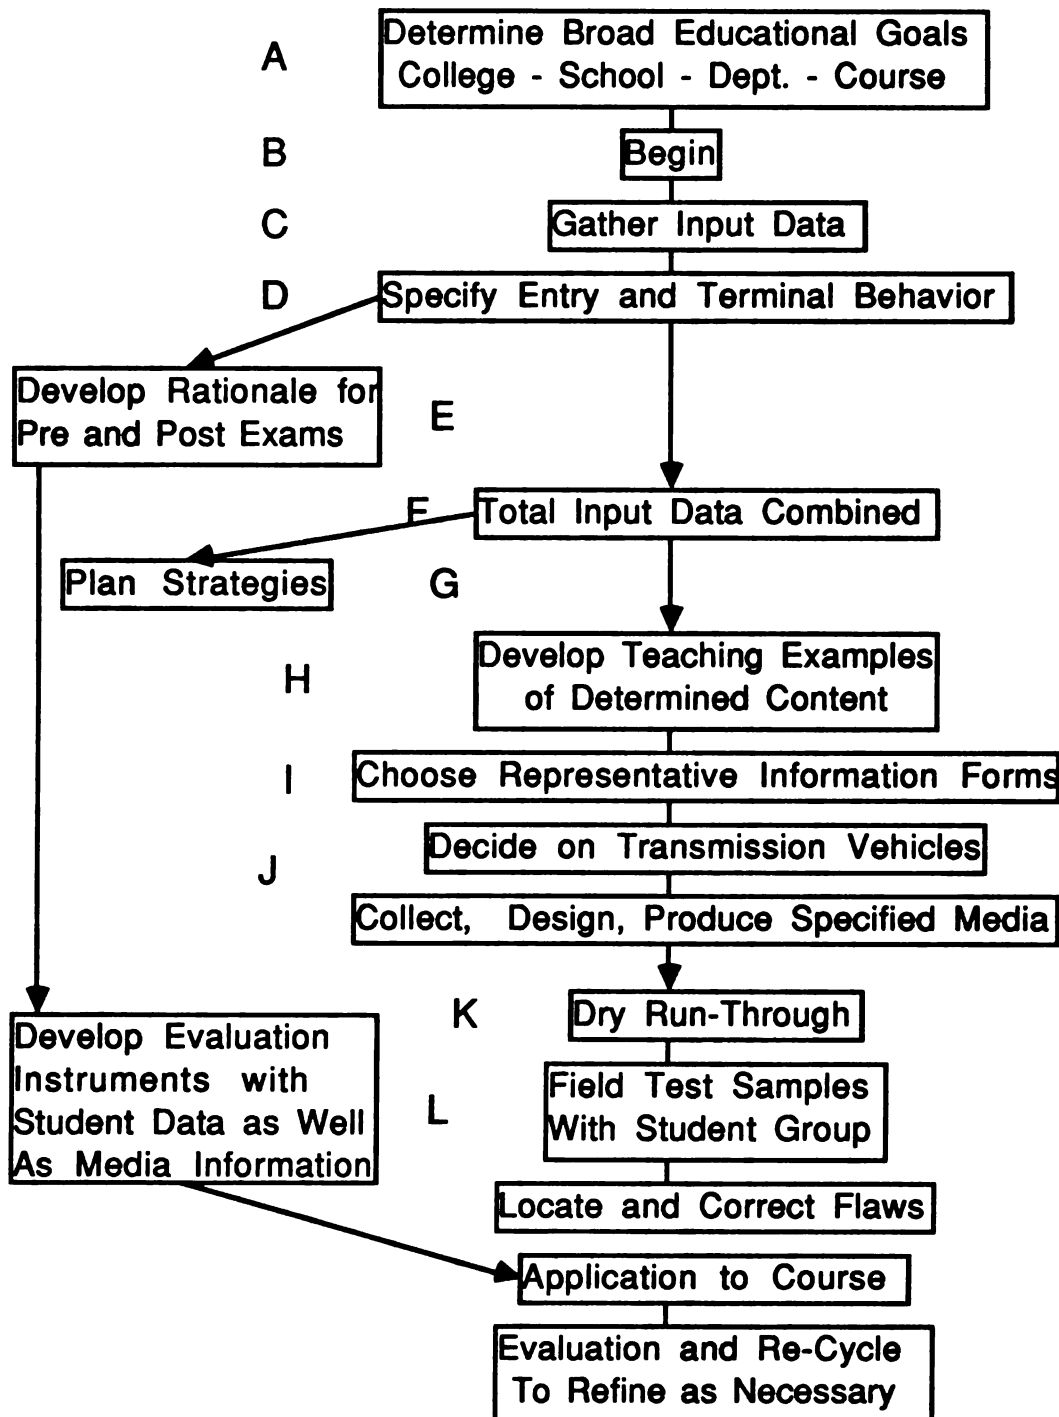 A
Determine Broad Educational Goals
College - School - Dept. - Course
B
Begin
C
Gather Input Data
D
Specify Entry and Terminal Behavior
Develop Rationale for
Pre and Post Exams
E
F
Total Input Data Combined
Plan Strategies
G
H
Develop Teaching Examples
of Determined Content
I
Choose Representative Information Forms
Decide on Transmission Vehicles
J
Collect, Design, Produce Specified Media
K
Dry Run-Through
Develop Evaluation
Instruments with
Student Data as Well
As Media Information
L
Field Test Samples
With Student Group
Locate and Correct Flaws
Application to Course
Evaluation and Re-Cycle
To Refine as Necessary